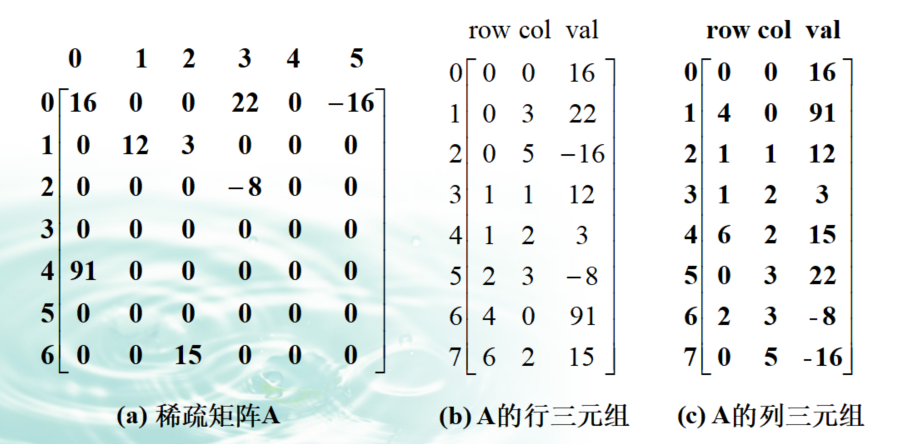 0 1 2 3 4 5
0 16 0 0 22 0 −16
1 0 12 3 0 0 0
2 0 0 0 −8 0 0
3 0 0 0 0 0 0
4 91 0 0 0 0 0
5 0 0 0 0 0 0
6 0 0 15 0 0 0
(a) 稀疏矩阵A
row col val
0 0 0 16
1 0 3 22
2 0 5 −16
3 1 1 12
4 1 2 3
5 2 3 −8
6 4 0 91
7 6 2 15
(b) A的行三元组
row col val
0 0 0 16
1 4 0 91
2 1 1 12
3 1 2 3
4 6 2 15
5 0 3 22
6 2 3 -8
7 0 5 -16
(c) A的列三元组